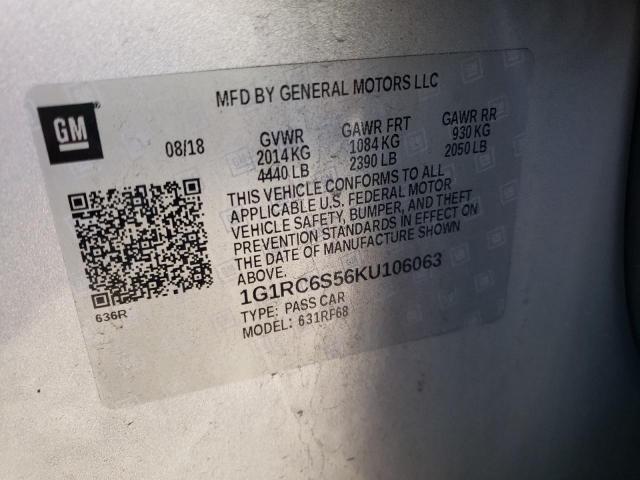 MFD BY GENERAL MOTORS LLC
GM
08/18
GVWR
2014 KG
4440 LB
GAWR FRT
1084 KG
2390 LB
GAWR RR
930 KG
2050 LB
THIS VEHICLE CONFORMS TO ALL
APPLICABLE U.S. FEDERAL MOTOR
VEHICLE SAFETY, BUMPER, AND THEFT
PREVENTION STANDARDS IN EFFECT ON
THE DATE OF MANUFACTURE SHOWN
ABOVE.
1G1RC6S56KU106063
TYPE: PASS CAR
MODEL: 631RF68
636R